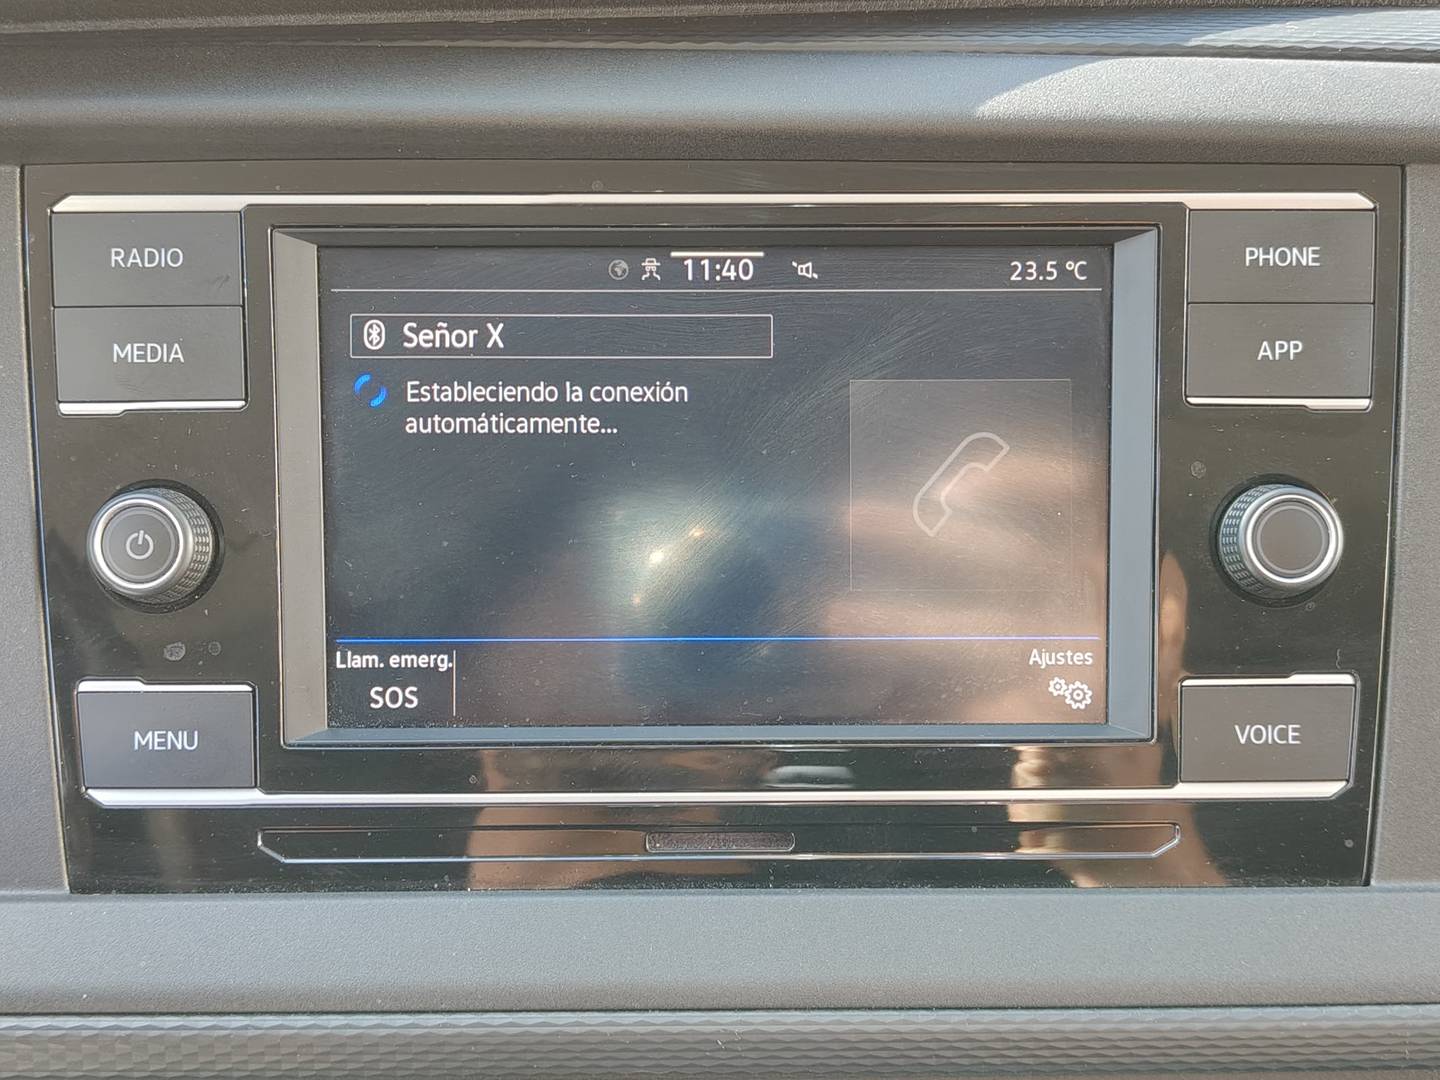 RADIO
MEDIA
MENU
11:40
23.5 °C
Señor X
Estableciendo la conexión
automáticamente...
Llam. emerg.
SOS
Ajustes
PHONE
APP
VOICE